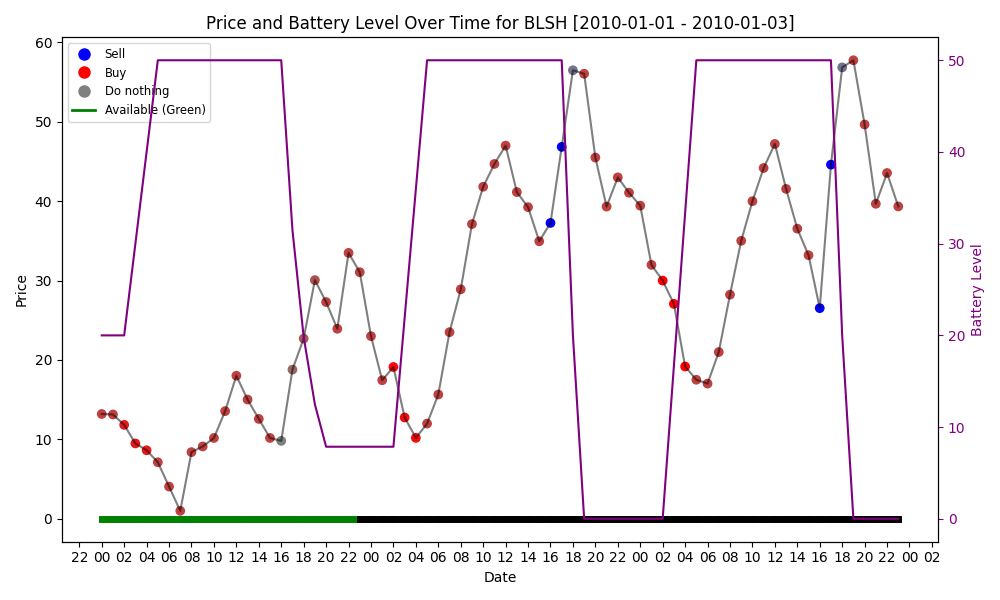 Price and Battery Level Over Time for BLSH [2010-01-01 - 2010-01-03]
Sell
Buy
Do nothing
Available (Green)
Price
60
50
40
30
20
10
0
50
40
30
20
10
0
Battery Level
22 00 02 04 06 08 10 12 14 16 18 20 22 00 02 04 06 08 10 12 14 16 18 20 22 00 02 04 06 08 10 12 14 16 18 20 22 00 02
Date